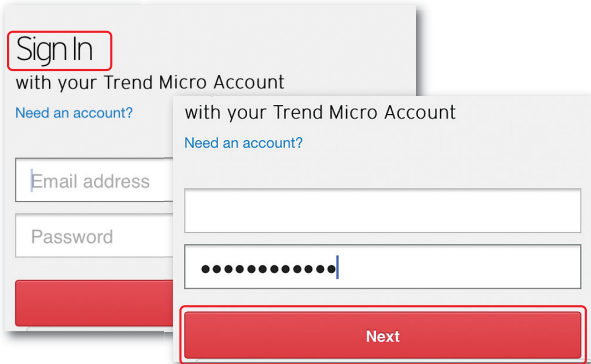 Sign In
with your Trend Micro Account
Need an account?
Email address
Password
with your Trend Micro Account
Need an account?
●●●●●●●●●●●●
Next